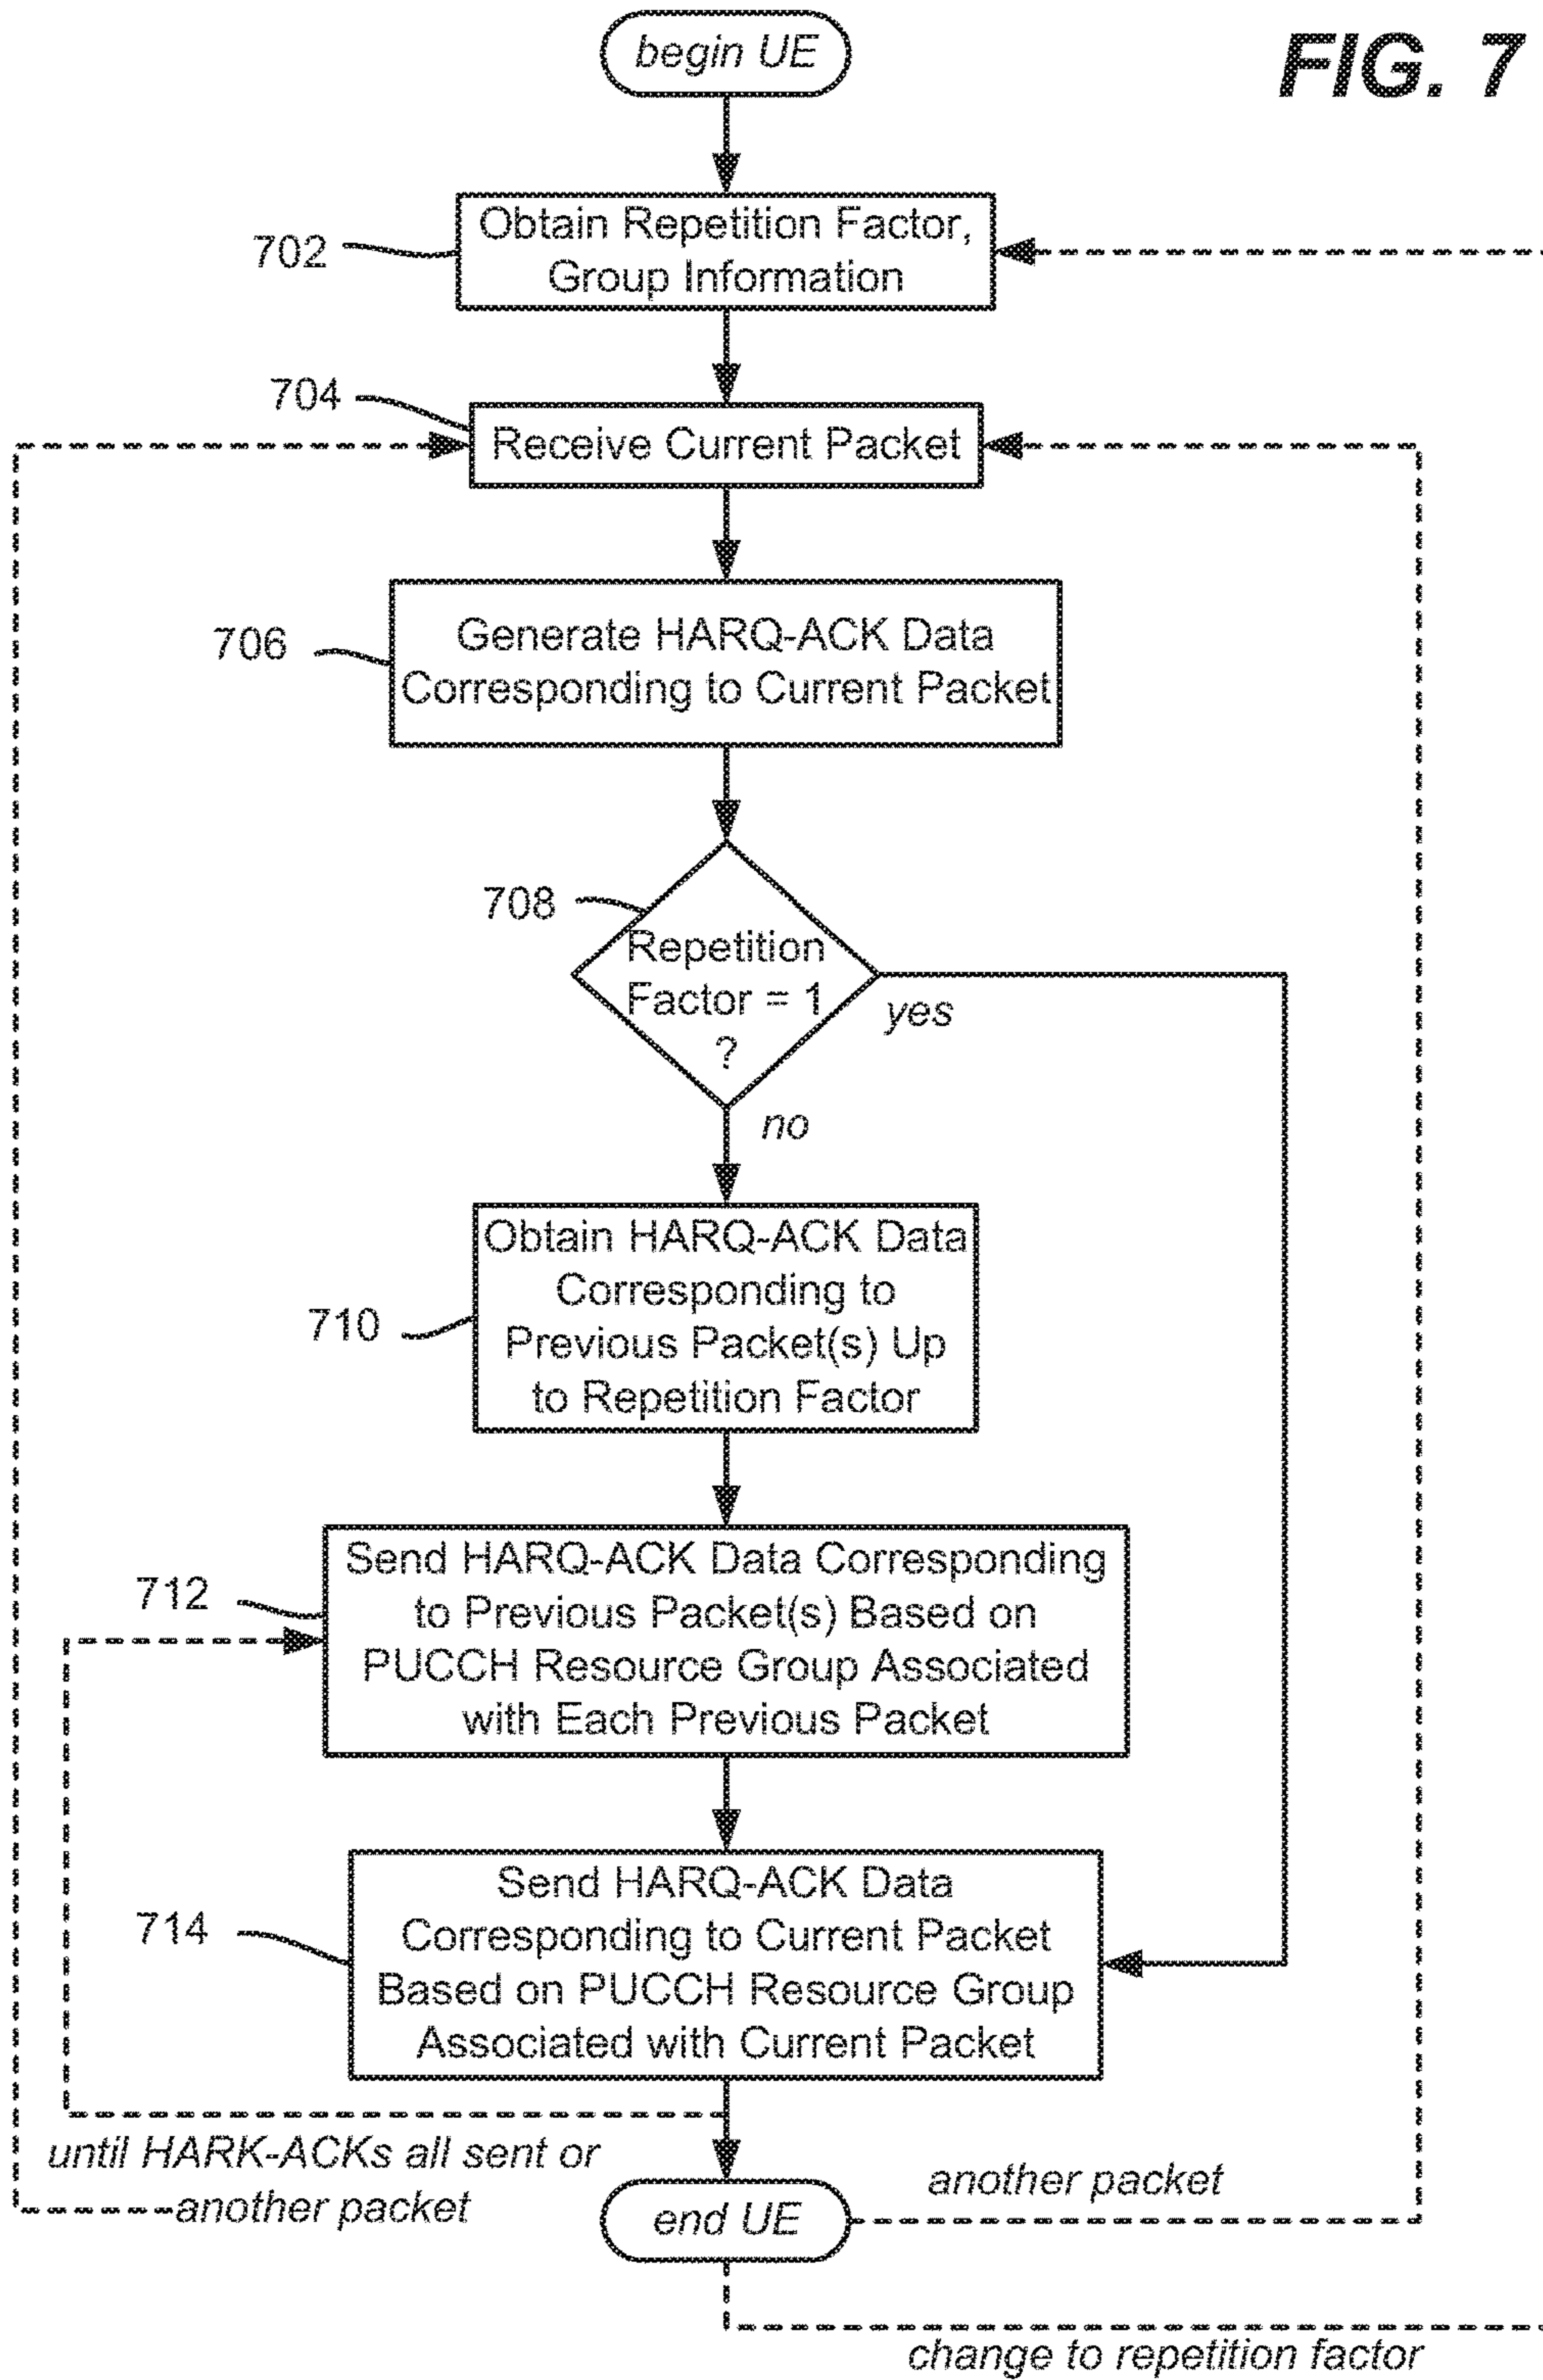 begin UE
FIG. 7
702
Obtain Repetition Factor,
Group Information
704
Receive Current Packet
706
Generate HARQ-ACK Data
Corresponding to Current Packet
708
Repetition
Factor = 1
?
yes
no
710
Obtain HARQ-ACK Data
Corresponding to
Previous Packet(s) Up
to Repetition Factor
712
Send HARQ-ACK Data Corresponding
to Previous Packet(s) Based on
PUCCH Resource Group Associated
with Each Previous Packet
714
Send HARQ-ACK Data
Corresponding to Current Packet
Based on PUCCH Resource Group
Associated with Current Packet
until HARK-ACKs all sent or
another packet
end UE
another packet
change to repetition factor